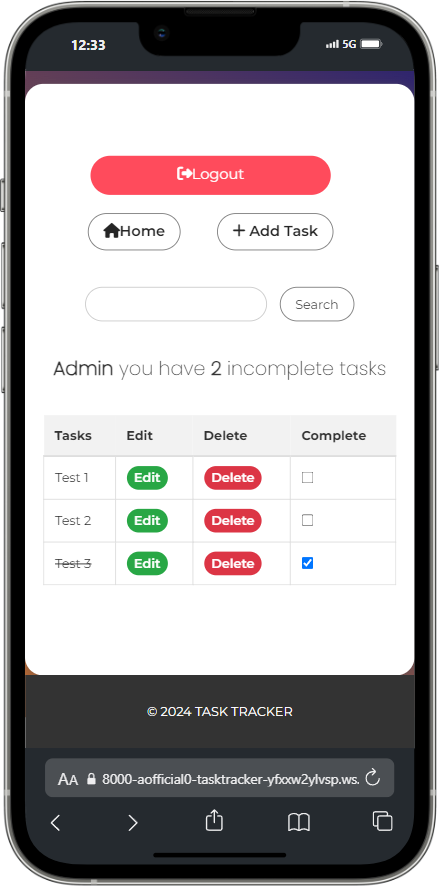 12:33 5G
Logout
Home + Add Task
Search
Admin you have 2 incomplete tasks
Tasks Edit Delete Complete
Test 1 Edit Delete
Test 2 Edit Delete
Test 3 Edit Delete
© 2024 TASK TRACKER
AA 8000-aofficial0-tasktracker-yfxxw2ylvsp.ws.